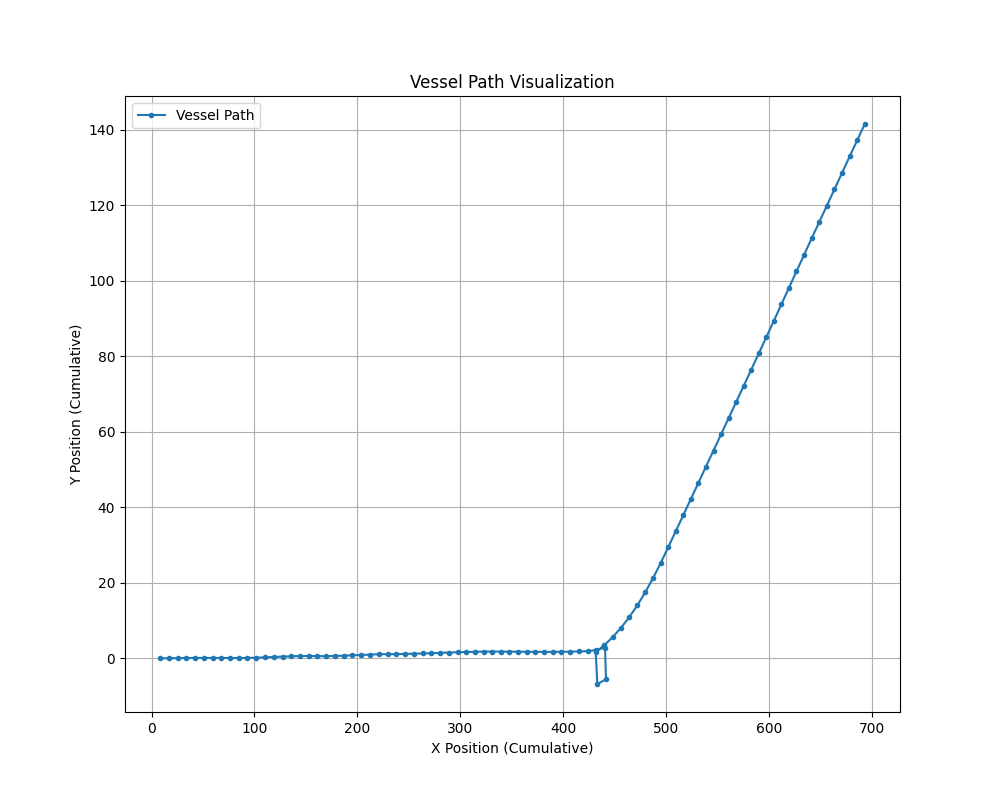 Vessel Path Visualization
Vessel Path
Y Position (Cumulative)
140
120
100
80
60
40
20
0
0 100 200 300 400 500 600 700
X Position (Cumulative)